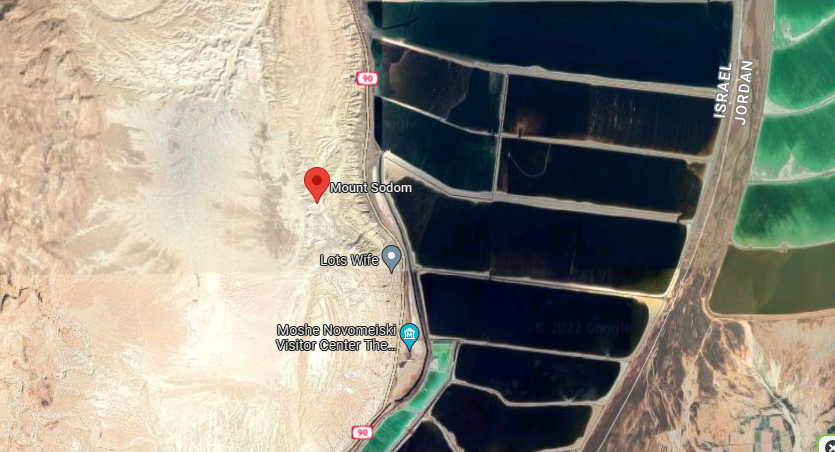 90
ISRAEL
JORDAN
Mount Sodom
Lots Wife
Moshe Novomeiski
Visitor Center The...
© 2022 Google
90